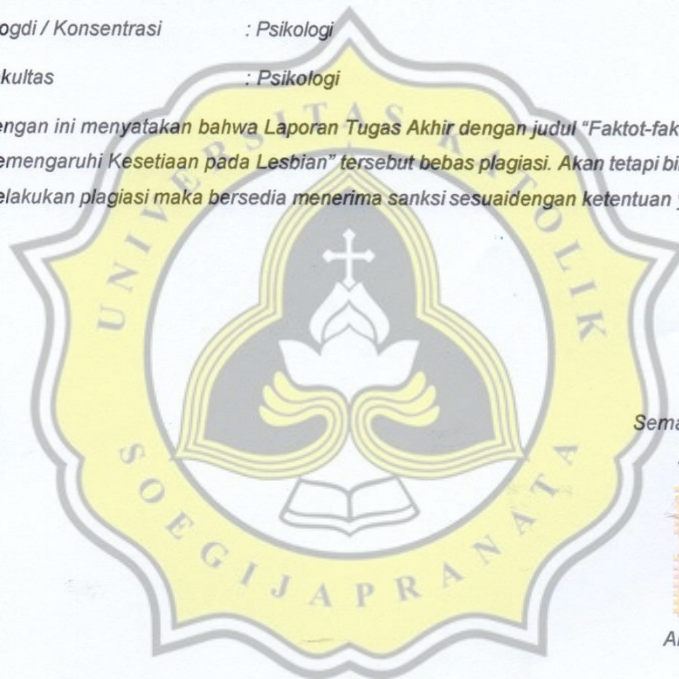 ogdi / Konsentrasi : Psikologi
kultas : Psikologi
engan ini menyatakan bahwa Laporan Tugas Akhir dengan judul “Faktot-fak
emengaruhi Kesetiaan pada Lesbian” tersebut bebas plagiasi. Akan tetapi bi
elakukan plagiasi maka bersedia menerima sanksi sesuaidengan ketentuan y
UNIVERSITAS KATOLIK
SOEGIJAPRANATA
Sema